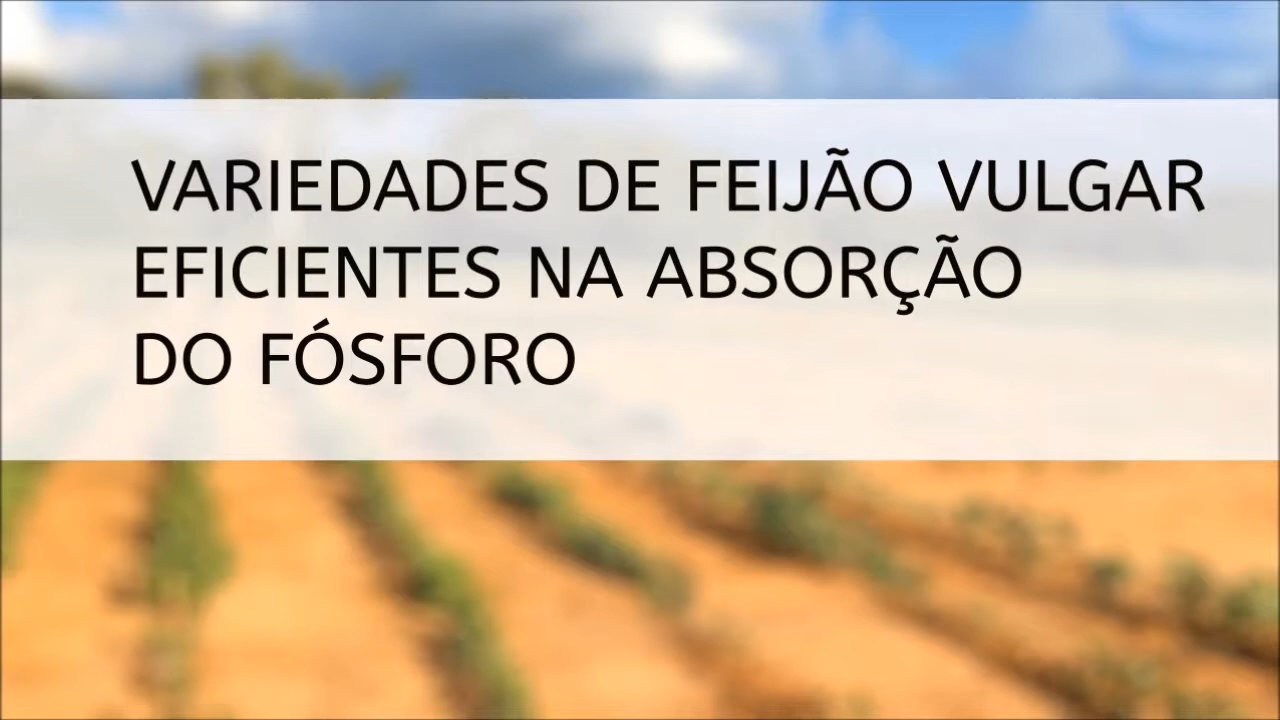 VARIEDADES DE FEIJÃO VULGAR
EFICIENTES NA ABSORÇÃO
DO FÓSFORO